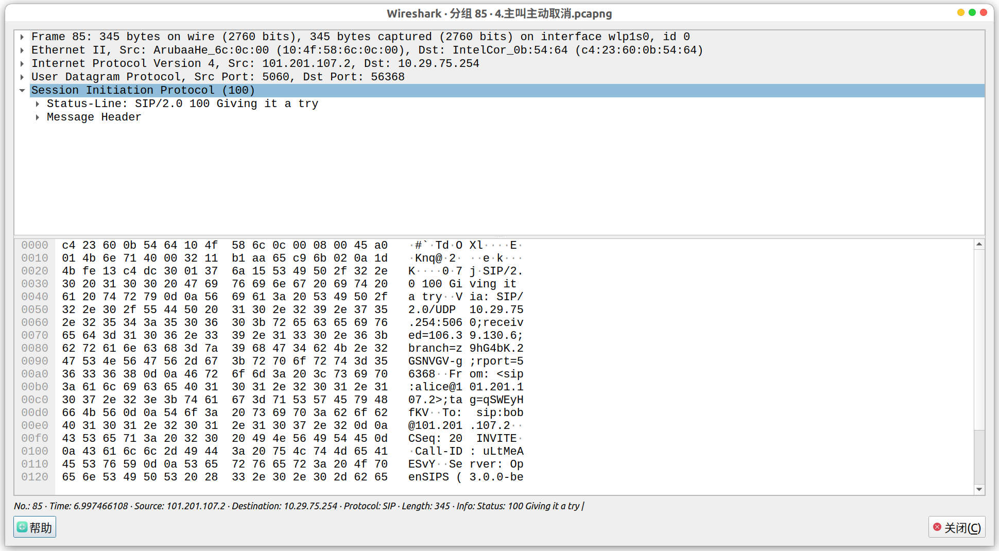 Wireshark · 分组 85 · 4.主叫主动取消.pcapng
Frame 85: 345 bytes on wire (2760 bits), 345 bytes captured (2760 bits) on interface wlp1s0, id 0
Ethernet II, Src: ArubaaHe_6c:0c:00 (10:4f:58:6c:0c:00), Dst: IntelCor_0b:54:64 (c4:23:60:0b:54:64)
Internet Protocol Version 4, Src: 101.201.107.2, Dst: 10.29.75.254
User Datagram Protocol, Src Port: 5060, Dst Port: 56368
Session Initiation Protocol (100)
Status-Line: SIP/2.0 100 Giving it a try
Message Header
0000 c4 23 60 0b 54 64 10 4f 58 6c 0c 00 08 00 45 a0 ·#`·Td·O Xl····E·
0010 01 4b 6e 71 40 00 32 11 b1 aa 65 c9 6b 02 0a 1d ·Knq@·2· ··e·k···
0020 4b fe 13 c4 dc 30 01 37 6a 15 53 49 50 2f 32 2e K····0·7 j·SIP/2.
0030 30 20 31 30 30 20 47 69 76 69 6e 67 20 69 74 20 0 100 Gi ving it
0040 61 20 74 72 79 0d 0a 56 69 61 3a 20 53 49 50 2f a try··V ia: SIP/
0050 32 2e 30 2f 55 44 50 20 31 30 2e 32 39 2e 37 35 2.0/UDP 10.29.75
0060 2e 32 35 34 3a 35 30 36 30 3b 72 65 63 65 69 76 .254:506 0;receiv
0070 65 64 3d 31 30 36 2e 33 39 2e 31 33 30 2e 36 3b ed=106.3 9.130.6;
0080 62 72 61 6e 63 68 3d 7a 39 68 47 34 62 4b 2e 32 branch=z 9hG4bK.2
0090 47 53 4e 56 47 56 2d 67 3b 72 70 6f 72 74 3d 35 GSNVGV-g ;rport=5
00a0 36 33 36 38 0d 0a 46 72 6f 6d 3a 20 3c 73 69 70 6368··Fr om: <sip
00b0 3a 61 6c 69 63 65 40 31 30 31 2e 32 30 31 2e 31 :alice@1 01.201.1
00c0 30 37 2e 32 3e 3b 74 61 67 3d 71 53 57 45 79 48 07.2>;ta g=qSWEyH
00d0 66 4b 56 0d 0a 54 6f 3a 20 73 69 70 3a 62 6f 62 fKV··To: sip:bob
00e0 40 31 30 31 2e 32 30 31 2e 31 30 37 2e 32 0d 0a @101.201 .107.2··
00f0 43 53 65 71 3a 20 32 30 20 49 4e 56 49 54 45 0d CSeq: 20 INVITE·
0100 0a 43 61 6c 6c 2d 49 44 3a 20 75 4c 74 4d 65 41 ·Call-ID : uLtMeA
0110 45 53 76 59 0d 0a 53 65 72 76 65 72 3a 20 4f 70 ESvY··Se rver: Op
0120 65 6e 53 49 50 53 20 28 33 2e 30 2e 30 2d 62 65 enSIPS ( 3.0.0-be
No.: 85 · Time: 6.997466108 · Source: 101.201.107.2 · Destination: 10.29.75.254 · Protocol: SIP · Length: 345 · Info: Status: 100 Giving it a try |
帮助
关闭(C)